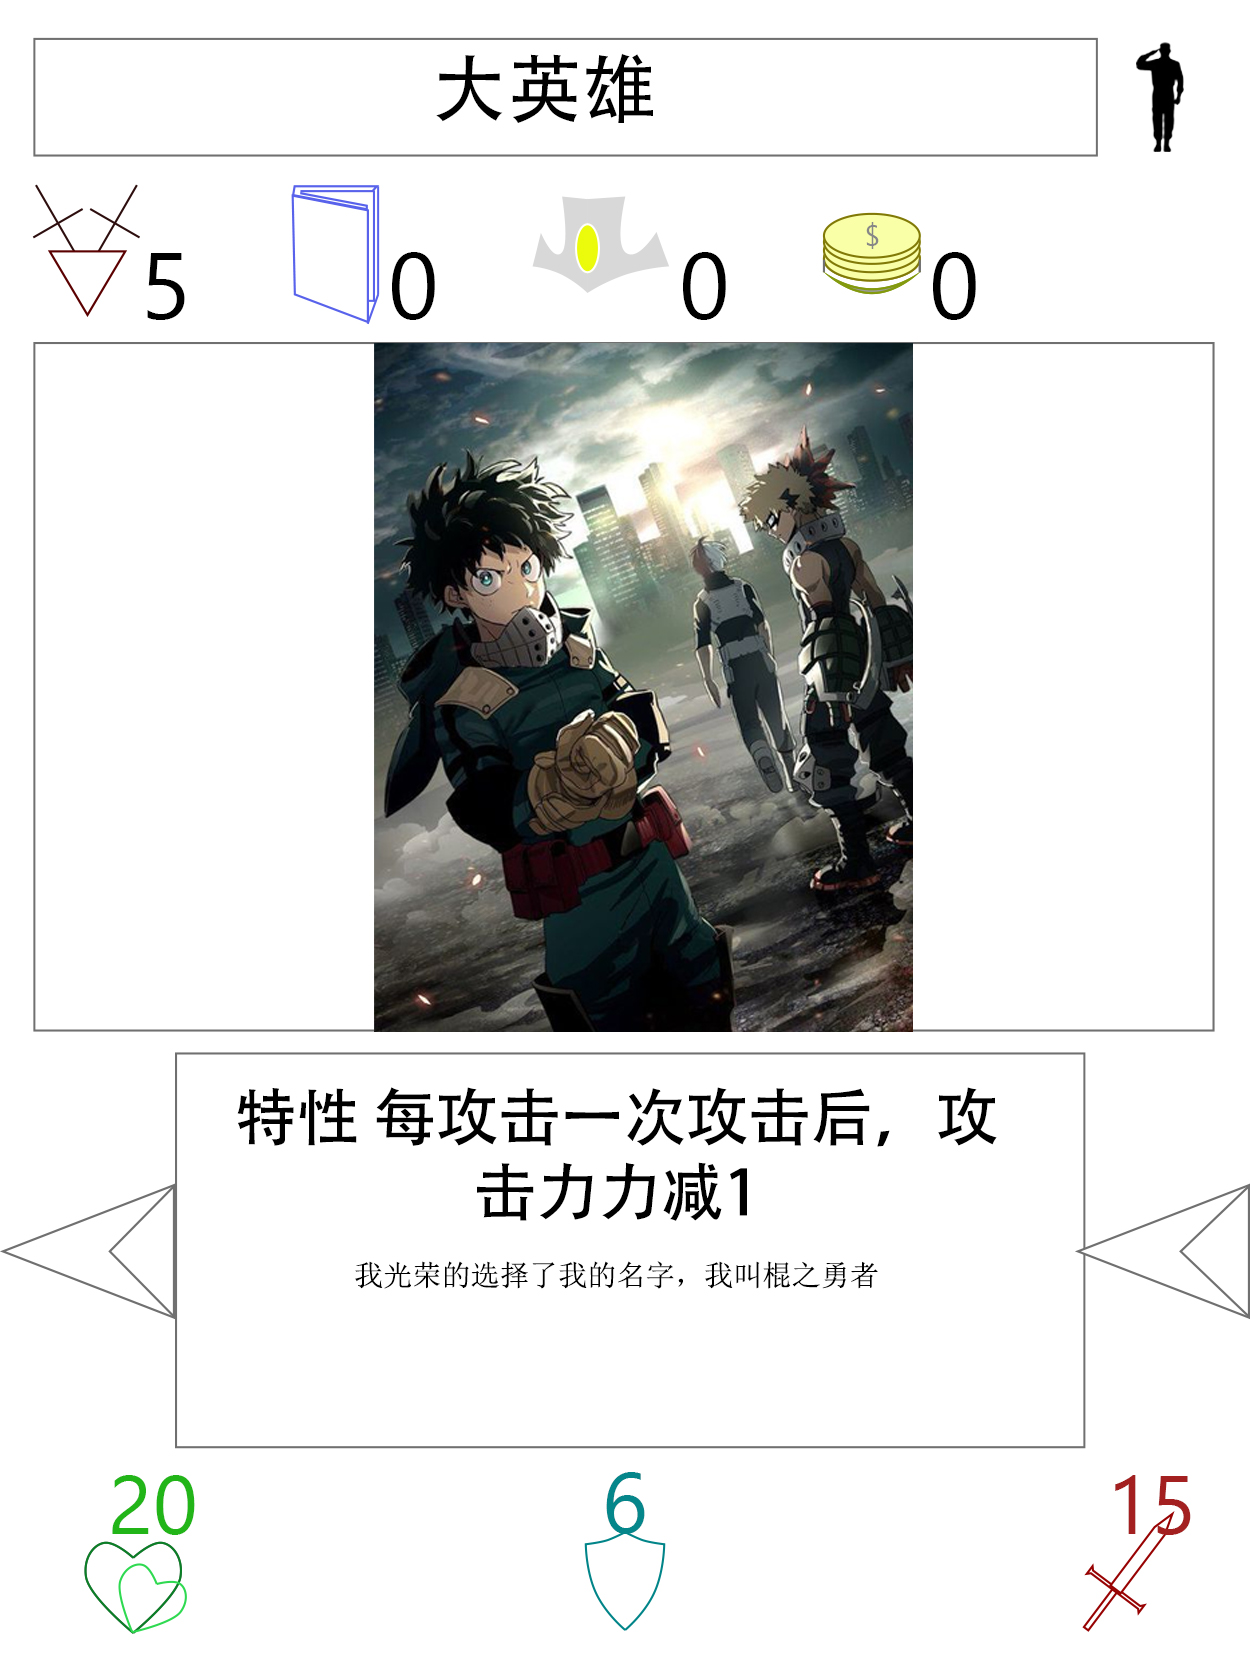 大英雄
5 0 0 $ 0
特性 每攻击一次攻击后，攻
击力力减1
我光荣的选择了我的名字，我叫棍之勇者
20 6 15